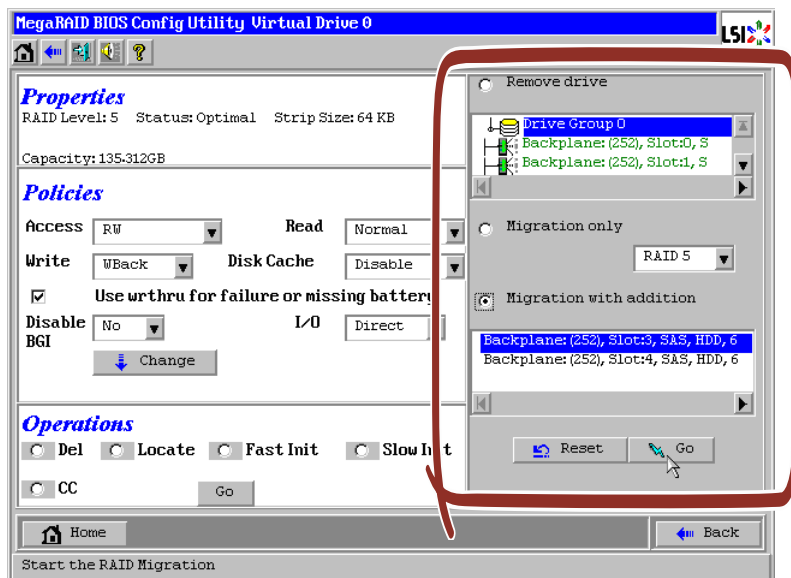 MegaRAID BIOS Config Utility Virtual Drive 0
LSI
Properties
RAID Level: 5 Status: Optimal Strip Size: 64 KB
Capacity: 135.312GB
Policies
Access RW Read Normal
Write WBack Disk Cache Disable
Use wrthru for failure or missing battery
Disable BGI No I/O Direct
Change
Operations
Del Locate Fast Init Slow Init
CC Go
Remove drive
Drive Group 0
Backplane: (252), Slot:0, S
Backplane: (252), Slot:1, S
Migration only
RAID 5
Migration with addition
Backplane: (252), Slot:3, SAS, HDD, 6
Backplane: (252), Slot:4, SAS, HDD, 6
Reset Go
Home Back
Start the RAID Migration